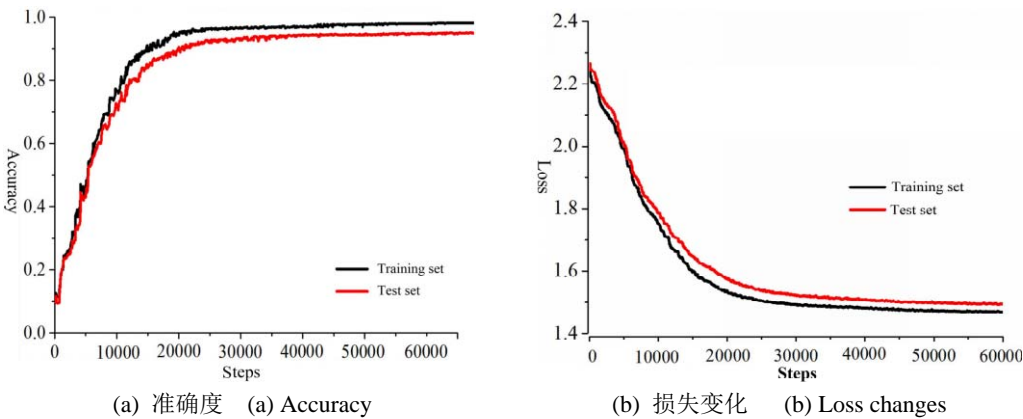 1.0
0.8
0.6
0.4
0.2
0.0
Accuracy
Training set
Test set
0 10000 20000 30000 40000 50000 60000
Steps
(a) 准确度 (a) Accuracy
2.4
2.2
2.0
1.8
1.6
1.4
Loss
Training set
Test set
0 10000 20000 30000 40000 50000 60000
Steps
(b) 损失变化 (b) Loss changes